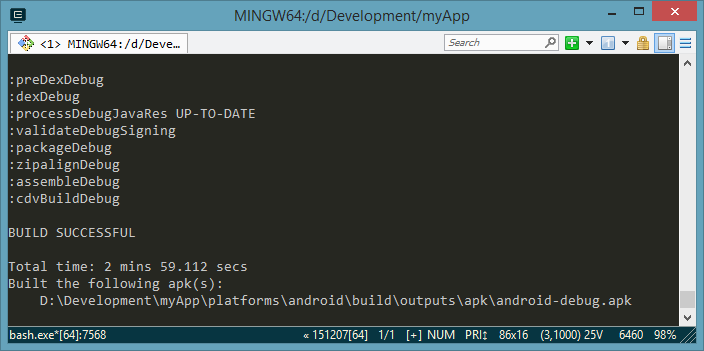 MINGW64:/d/Development/myApp
<1> MINGW64:/d/Deve...
Search
:preDexDebug
:dexDebug
:processDebugJavaRes UP-TO-DATE
:validateDebugSigning
:packageDebug
:zipalignDebug
:assembleDebug
:cdvBuildDebug
BUILD SUCCESSFUL
Total time: 2 mins 59.112 secs
Built the following apk(s):
D:\Development\myApp\platforms\android\build\outputs\apk\android-debug.apk
bash.exe*[64]:7568 « 151207[64] 1/1 [+] NUM PRI↕ 86x16 (3,1000) 25V 6460 98%